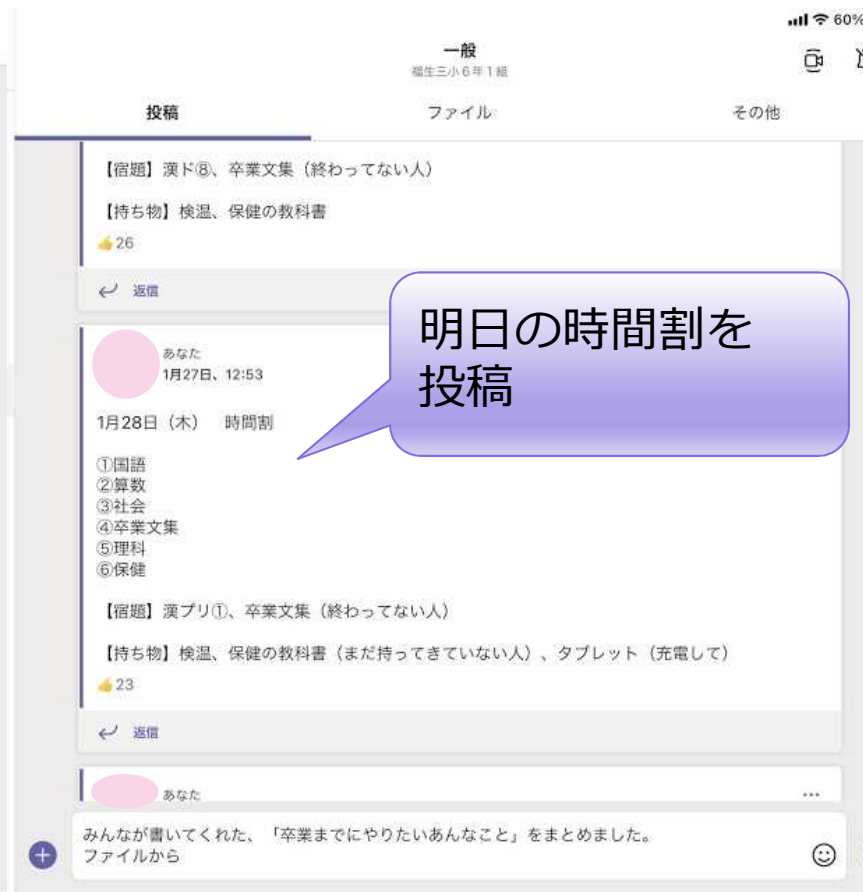 60%
一般
福生三小6年1組
投稿
ファイル
その他
【宿題】漢ド⑧、卒業文集（終わってない人）
【持ち物】検温、保健の教科書
👍26
返信
明日の時間割を
投稿
あなた
1月27日、12:53
1月28日（木）　時間割
①国語
②算数
③社会
④卒業文集
⑤理科
⑥保健
【宿題】漢プリ①、卒業文集（終わってない人）
【持ち物】検温、保健の教科書（まだ持ってきていない人）、タブレット（充電して）
👍23
返信
あなた
...
みんなが書いてくれた、「卒業までにやりたいあんなこと」をまとめました。
ファイルから